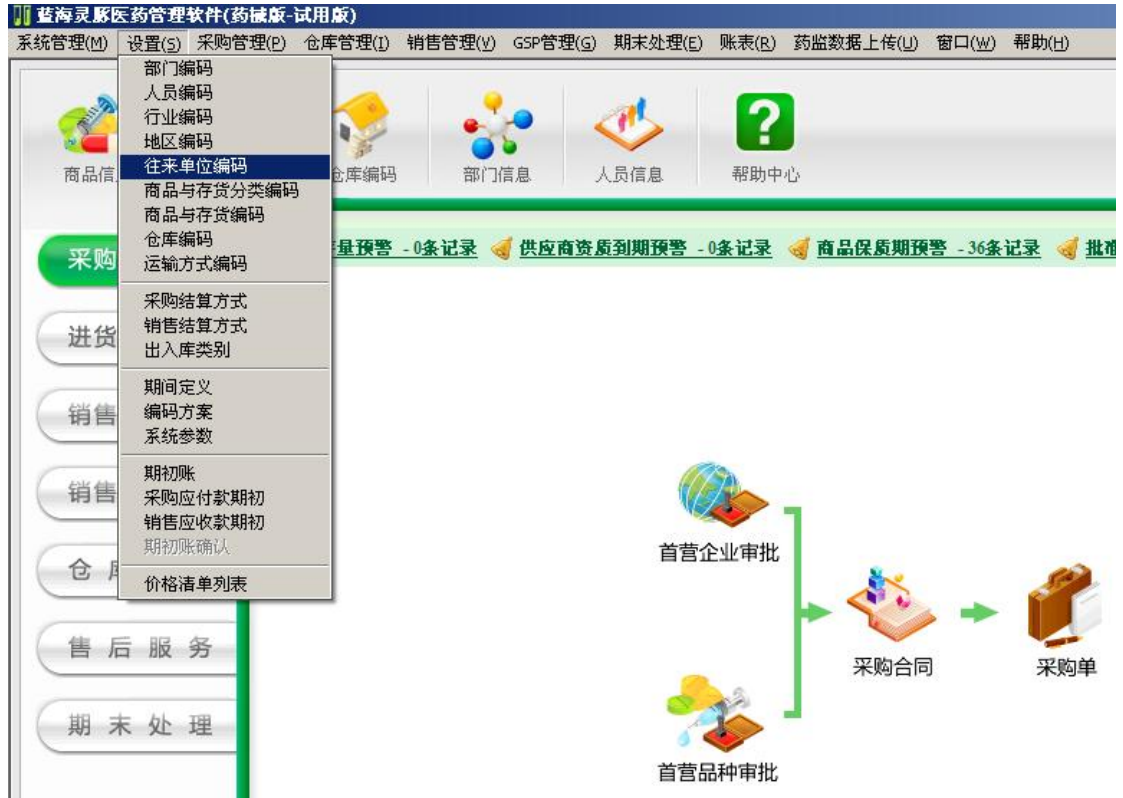 蓝海灵豚医药管理软件(药械版-试用版)
系统管理(M) 设置(S) 采购管理(P) 仓库管理(I) 销售管理(V) GSP管理(G) 期末处理(E) 账表(R) 药监数据上传(U) 窗口(W) 帮助(H)
部门编码
人员编码
行业编码
地区编码
往来单位编码
商品与存货分类编码
商品与存货编码
仓库编码
运输方式编码
采购结算方式
销售结算方式
出入库类别
期间定义
编码方案
系统参数
期初账
采购应付款期初
销售应收款期初
期初账确认
价格清单列表
商品信 仓库编码 部门信息 人员信息 帮助中心
量预警 - 0条记录 供应商资质到期预警 - 0条记录 商品保质期预警 - 36条记录 批准
采购
进货
销售
销售
仓
售后服务
期末处理
首营企业审批
采购合同
采购单
首营品种审批